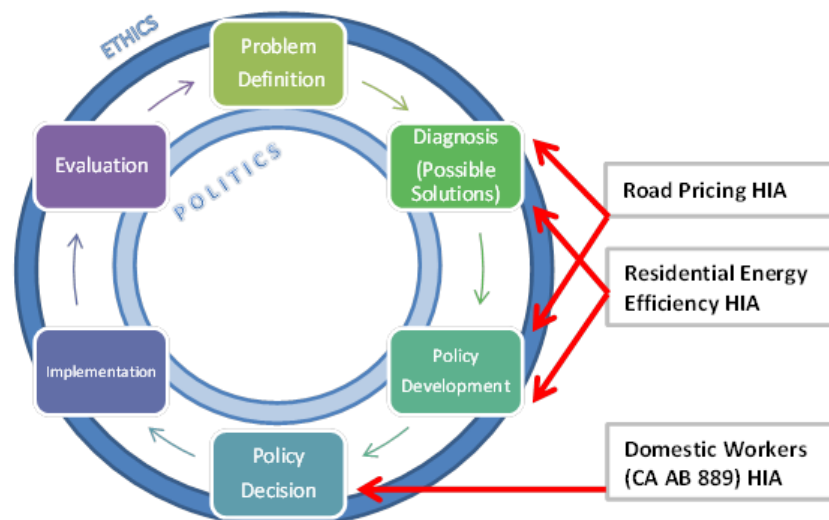 ETHICS
Problem
Definition
Diagnosis
(Possible
Solutions)
Evaluation
POLITICS
Road Pricing HIA
Residential Energy
Efficiency HIA
Implementation
Policy
Development
Policy
Decision
Domestic Workers
(CA AB 889) HIA